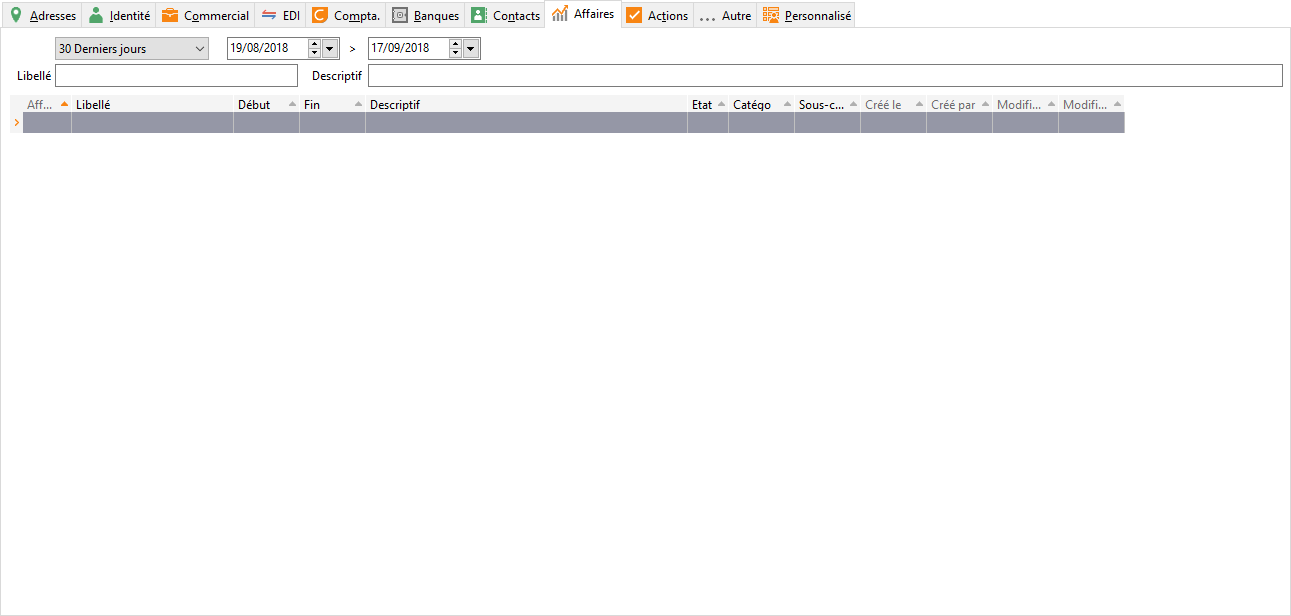 Adresses Identité Commercial EDI Compta. Banques Contacts Affaires Actions ... Autre Personnalisé
30 Derniers jours 19/08/2018 > 17/09/2018
Libellé Descriptif
Aff... Libellé Début Fin Descriptif Etat Catégo Sous-c... Créé le Créé par Modifi... Modifi...